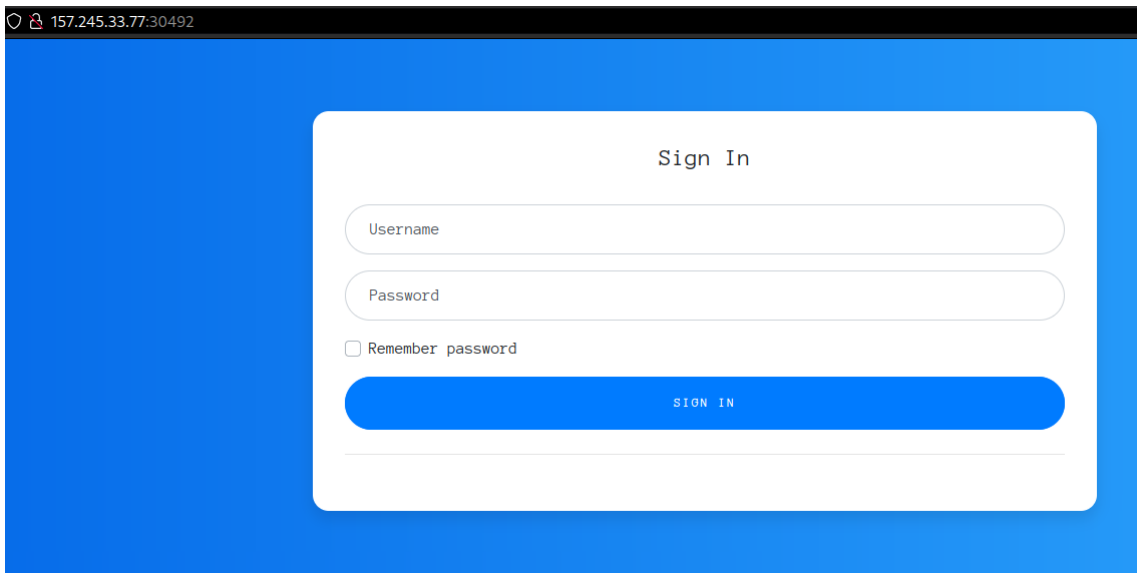 157.245.33.77:30492
Sign In
Username
Password
Remember password
SIGN IN